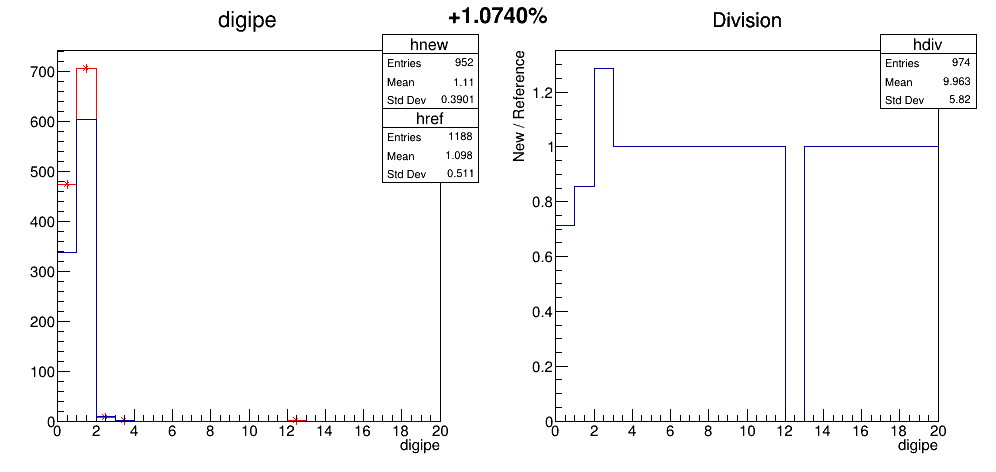 +1.0740%
digipe
hnew
Entries 952
Mean 1.11
Std Dev 0.3901
href
Entries 1188
Mean 1.098
Std Dev 0.511
700
600
500
400
300
200
100
0
0 2 4 6 8 10 12 14 16 18 20
digipe
Division
hdiv
Entries 974
Mean 9.963
Std Dev 5.82
New / Reference
1.2
1
0.8
0.6
0.4
0.2
0
0 2 4 6 8 10 12 14 16 18 20
digipe